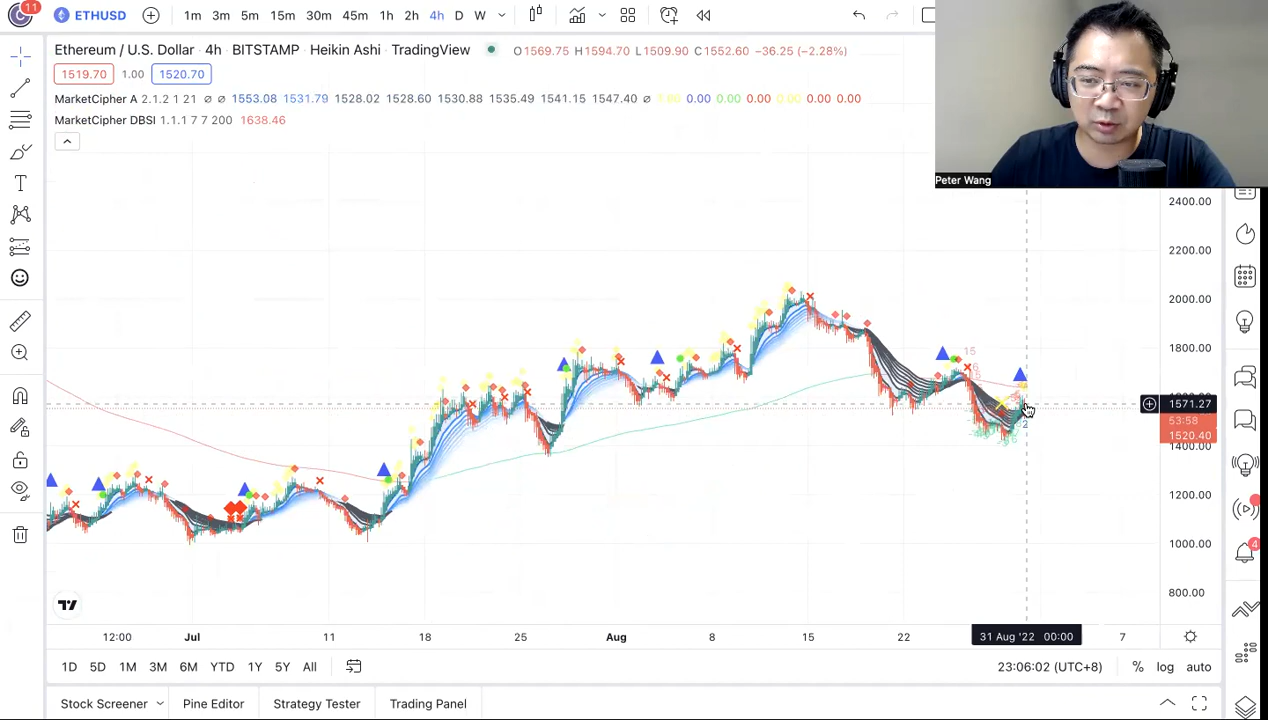 11
ETHUSD
1m 3m 5m 15m 30m 45m 1h 2h 4h D W
Ethereum / U.S. Dollar · 4h · BITSTAMP · Heikin Ashi · TradingView
O1569.75 H1594.70 L1509.90 C1552.60 −36.25 (−2.28%)
1519.70 1.00 1520.70
MarketCipher A 2.1.2 1 21 ∅ ∅ 1553.08 1531.79 1528.02 1528.60 1530.88 1535.49 1541.15 1547.40 ∅ 0.00 0.00 0.00 0.00 0.00
MarketCipher DBSI 1.1.1 7 7 200 1638.46
Peter Wang
2400.00
2200.00
2000.00
1800.00
15
1571.27
53:58
1520.40
2
1400.00
1200.00
1000.00
800.00
4
12:00 Jul 11 18 25 Aug 8 15 22 31 Aug '22 00:00 7
1D 5D 1M 3M 6M YTD 1Y 5Y All
23:06:02 (UTC+8) % log auto
Stock Screener Pine Editor Strategy Tester Trading Panel